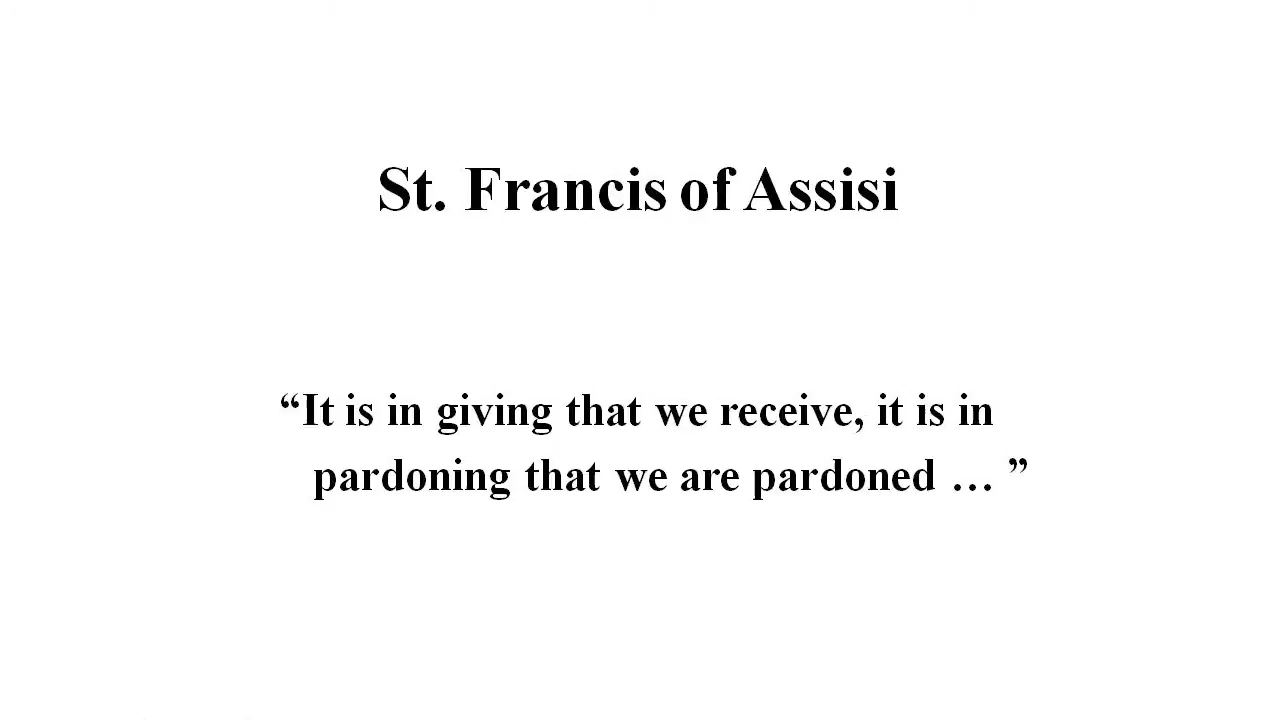 St. Francis of Assisi
“It is in giving that we receive, it is in
pardoning that we are pardoned … ”